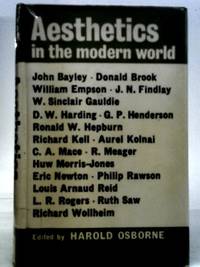 Aesthetics
in the modern world
John Bayley · Donald Brook
William Empson · J. N. Findlay
W. Sinclair Gauldie
D. W. Harding · G. P. Henderson
Ronald W. Hepburn
Richard Kell · Aurel Kolnai
C. A. Mace · R. Meager
Huw Morris-Jones
Eric Newton · Philip Rawson
Louis Arnaud Reid
L. R. Rogers · Ruth Saw
Richard Wollheim
Edited by HAROLD OSBORNE